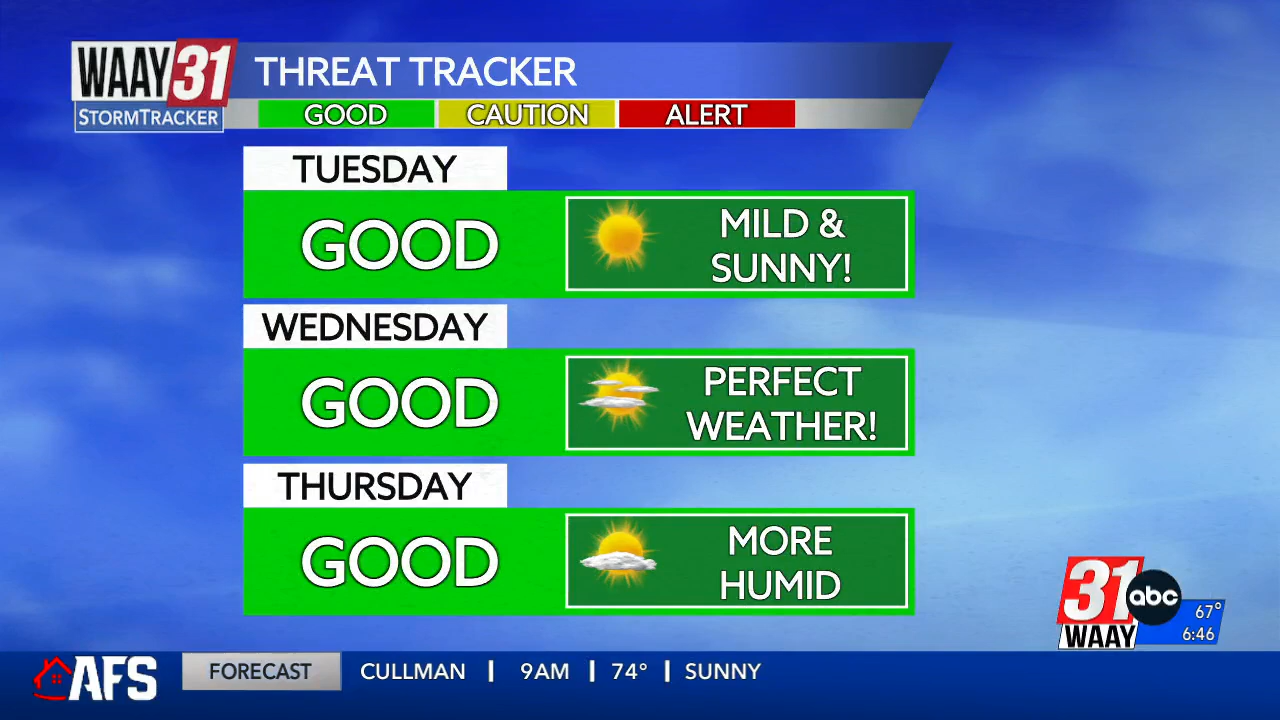 WAAY 31
STORMTRACKER
THREAT TRACKER
GOOD CAUTION ALERT
TUESDAY
GOOD
MILD &
SUNNY!
WEDNESDAY
GOOD
PERFECT
WEATHER!
THURSDAY
GOOD
MORE
HUMID
31
abc
WAAY
67°
6:46
AFS
FORECAST
CULLMAN | 9AM | 74° | SUNNY